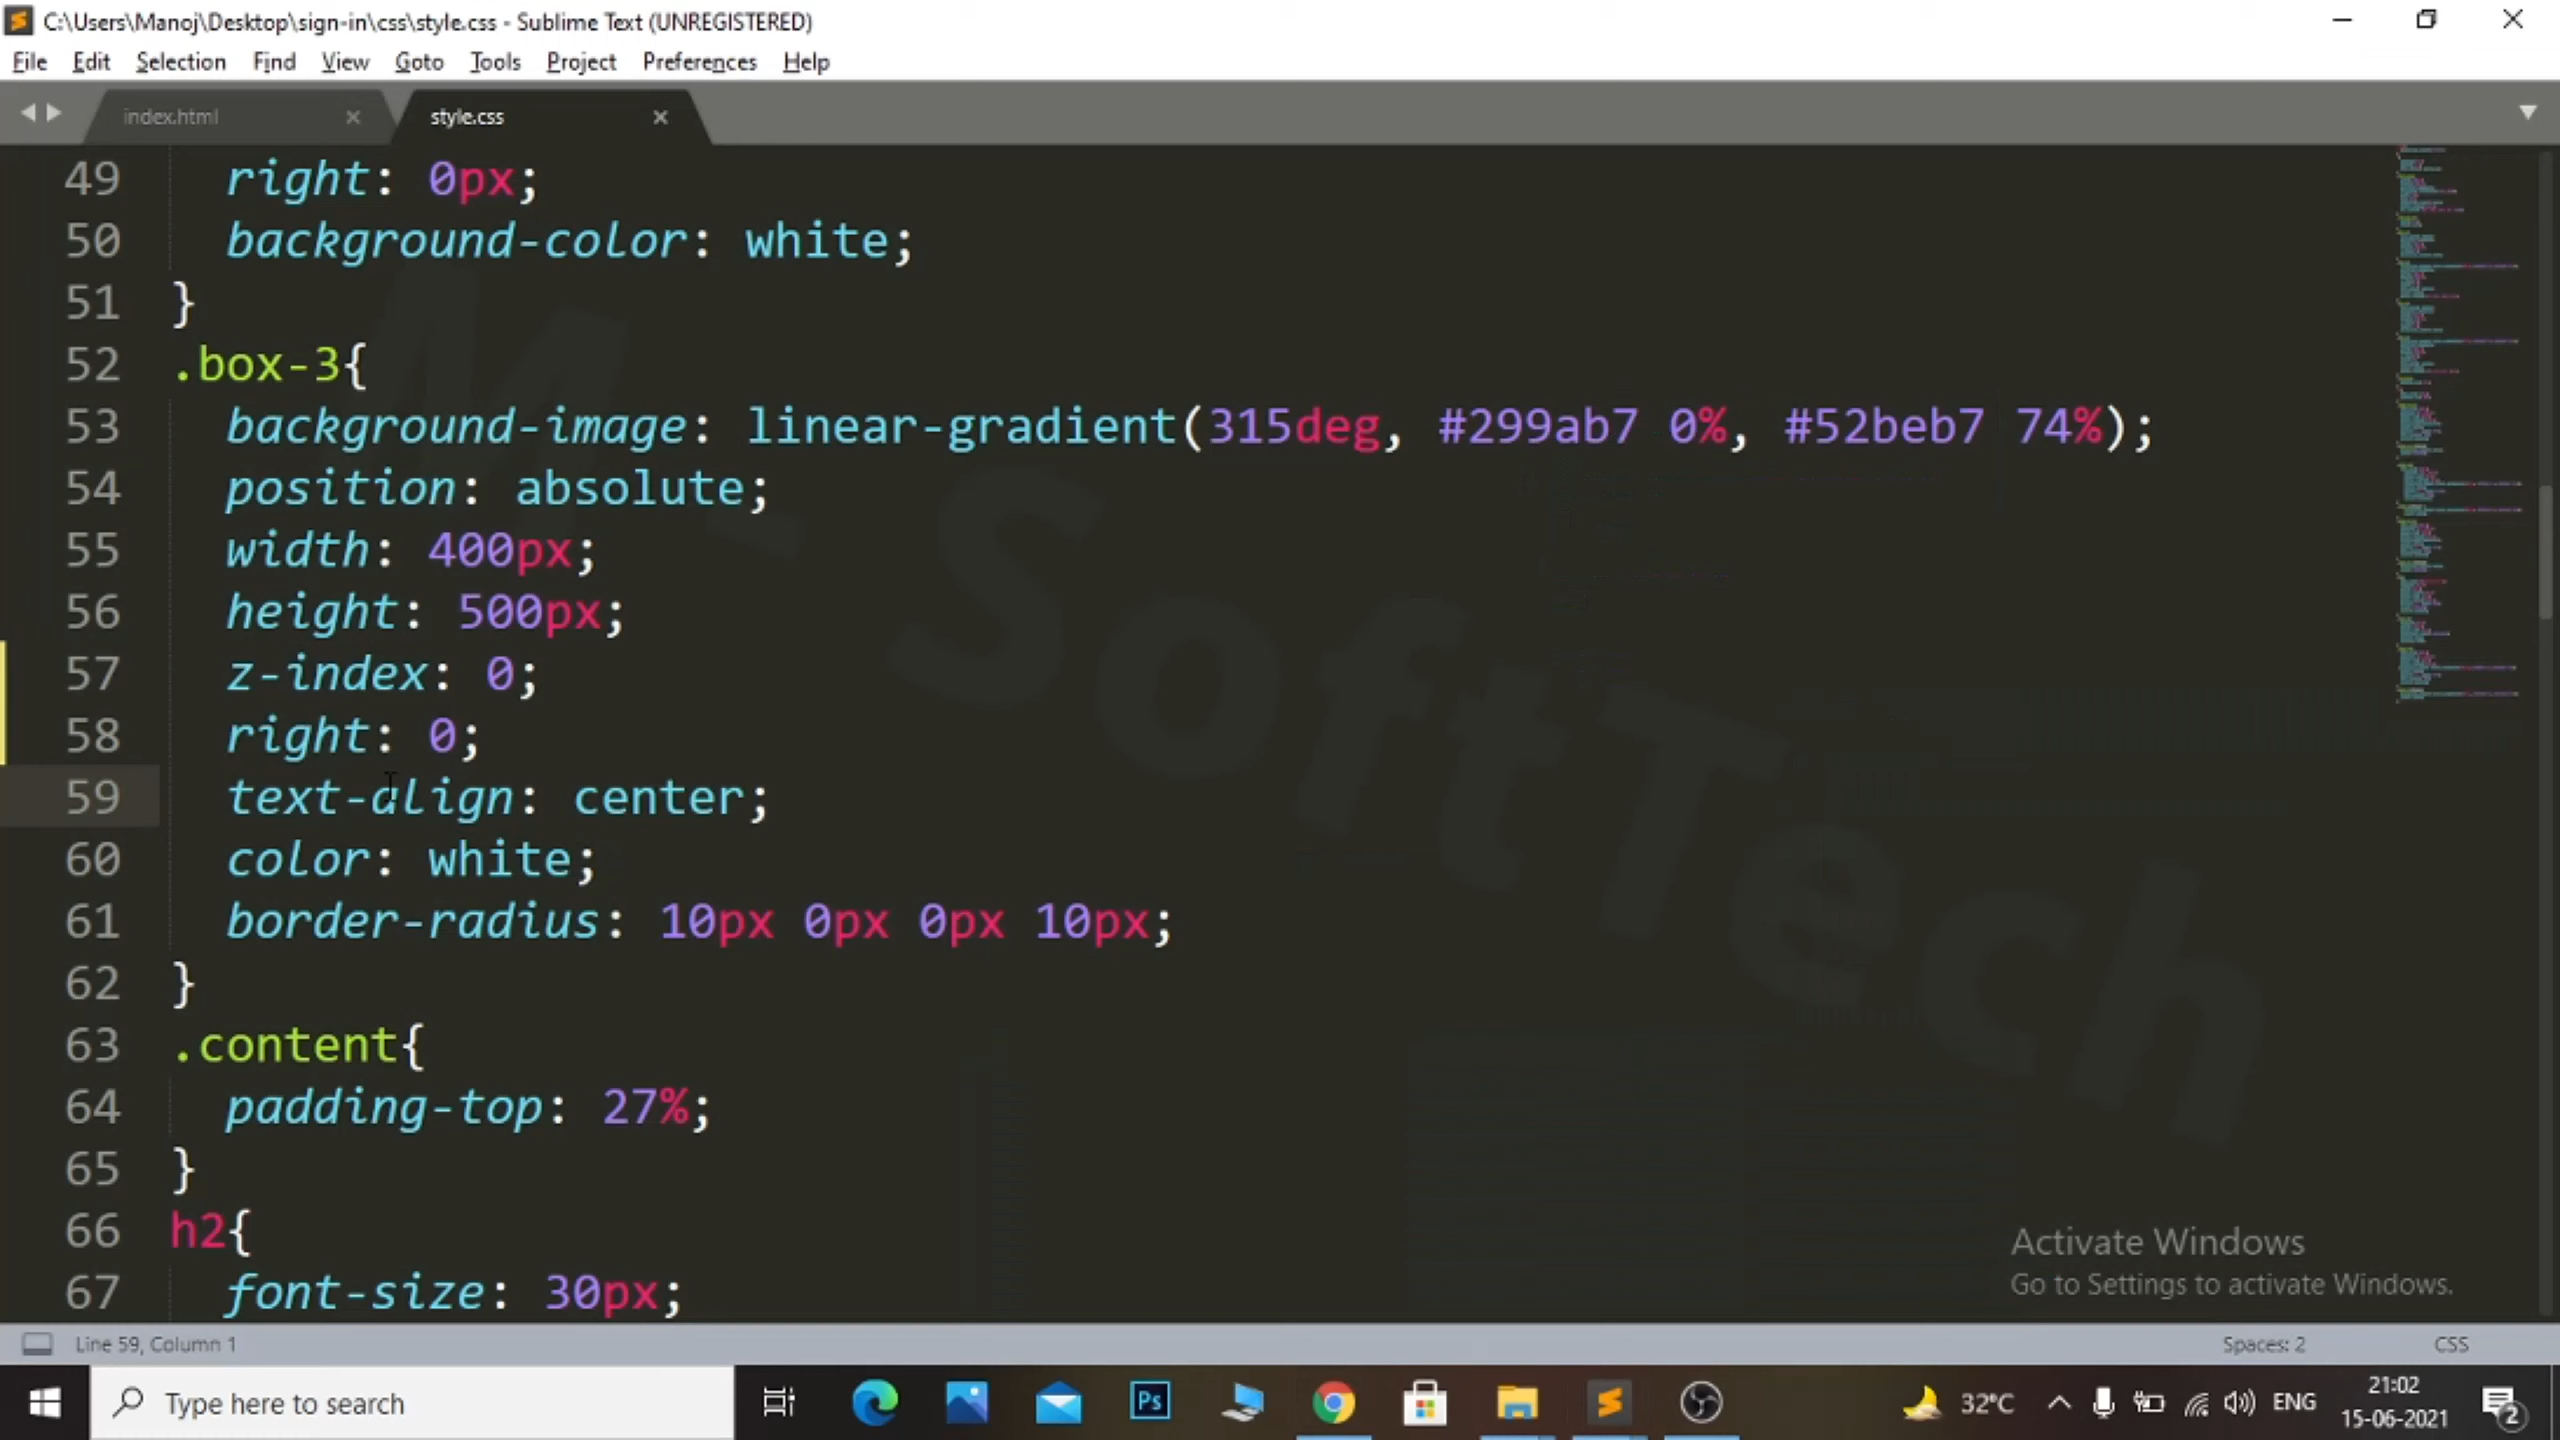 C:\Users\Manoj\Desktop\sign-in\css\style.css - Sublime Text (UNREGISTERED)
File Edit Selection Find View Goto Tools Project Preferences Help
index.html style.css
49 right: 0px;
50 background-color: white;
51 }
52 .box-3{
53 background-image: linear-gradient(315deg, #299ab7 0%, #52beb7 74%);
54 position: absolute;
55 width: 400px;
56 height: 500px;
57 z-index: 0;
58 right: 0;
59 text-align: center;
60 color: white;
61 border-radius: 10px 0px 0px 10px;
62 }
63 .content{
64 padding-top: 27%;
65 }
66 h2{
67 font-size: 30px;
M - SoftTech
Activate Windows
Go to Settings to activate Windows.
Line 59, Column 1 Spaces: 2 CSS
Type here to search
Ps
32°C ENG 21:02
15-06-2021 2